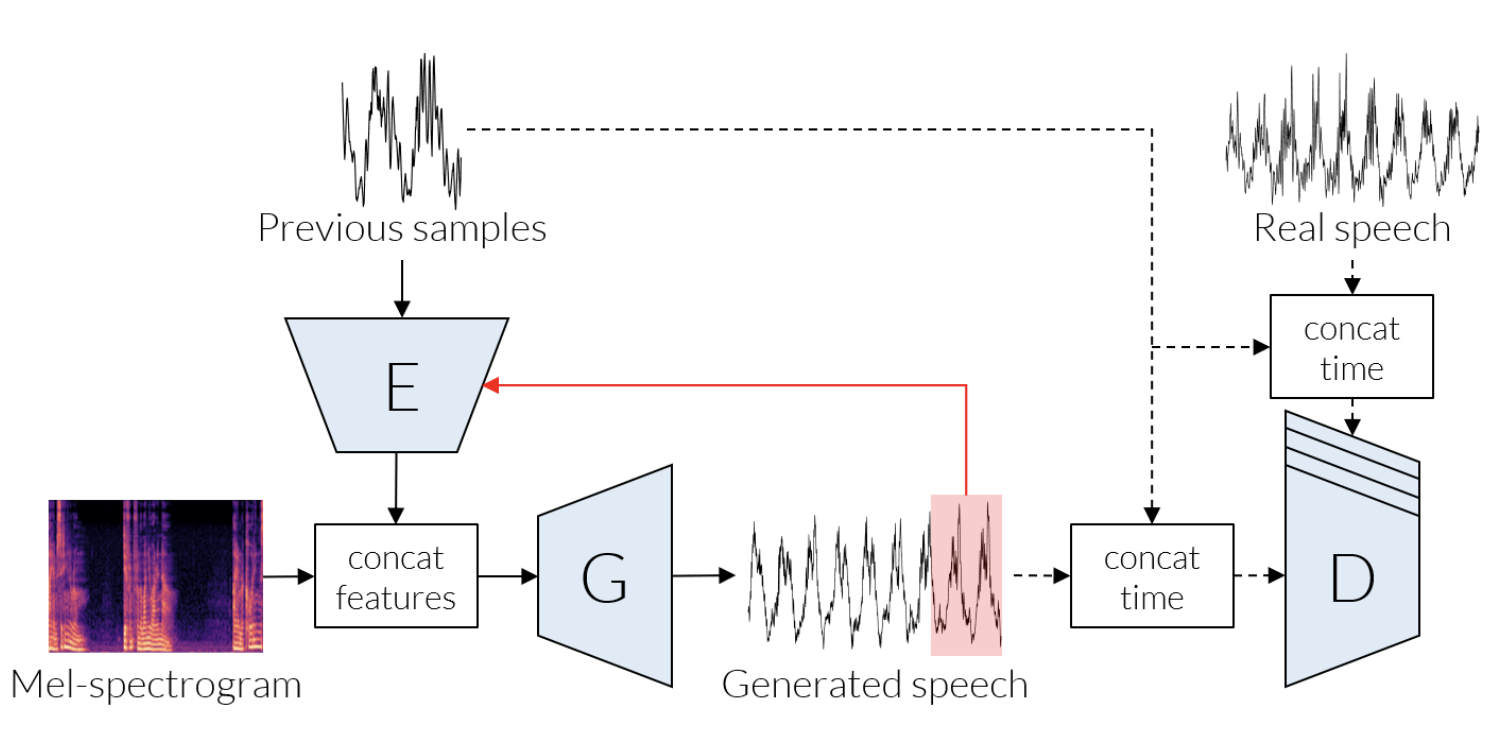 Previous samples
Real speech
concat
time
E
concat
features
G
concat
time
D
Mel-spectrogram
Generated speech